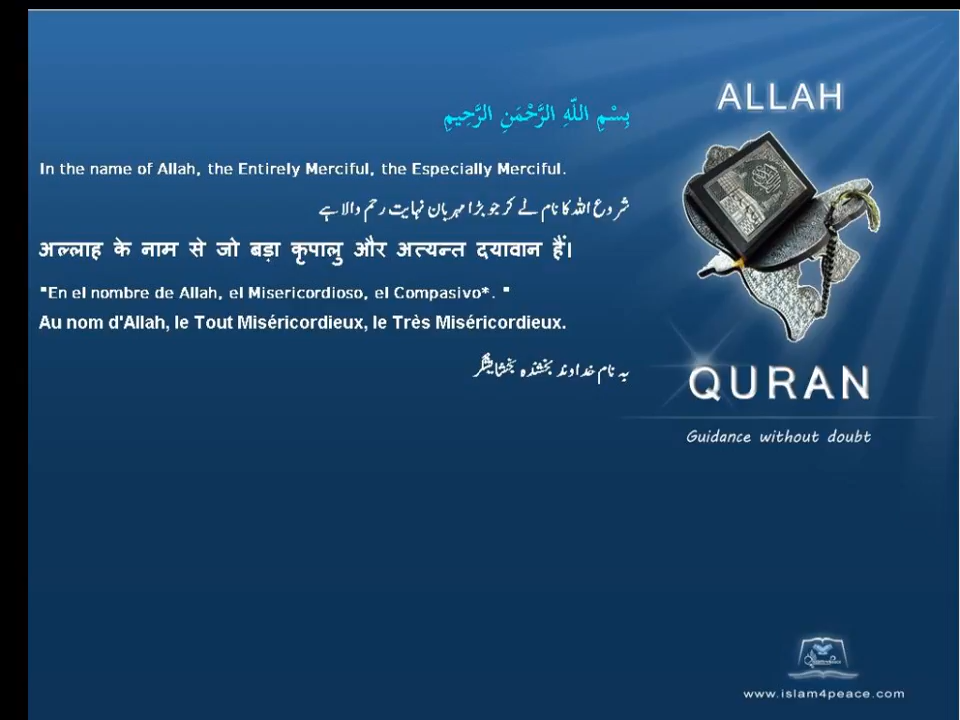 بِسْمِ اللَّهِ الرَّحْمَنِ الرَّحِيمِ
In the name of Allah, the Entirely Merciful, the Especially Merciful.
شروع الله کا نام لے کر جو بڑا مہربان نہایت رحم والا ہے
अल्लाह के नाम से जो बड़ा कृपालु और अत्यन्त दयावान हैं।
"En el nombre de Allah, el Misericordioso, el Compasivo*. "
Au nom d'Allah, le Tout Miséricordieux, le Très Miséricordieux.
به نام خداوند بخشنده بخشایشگر
ALLAH
QURAN
Guidance without doubt
www.islam4peace.com